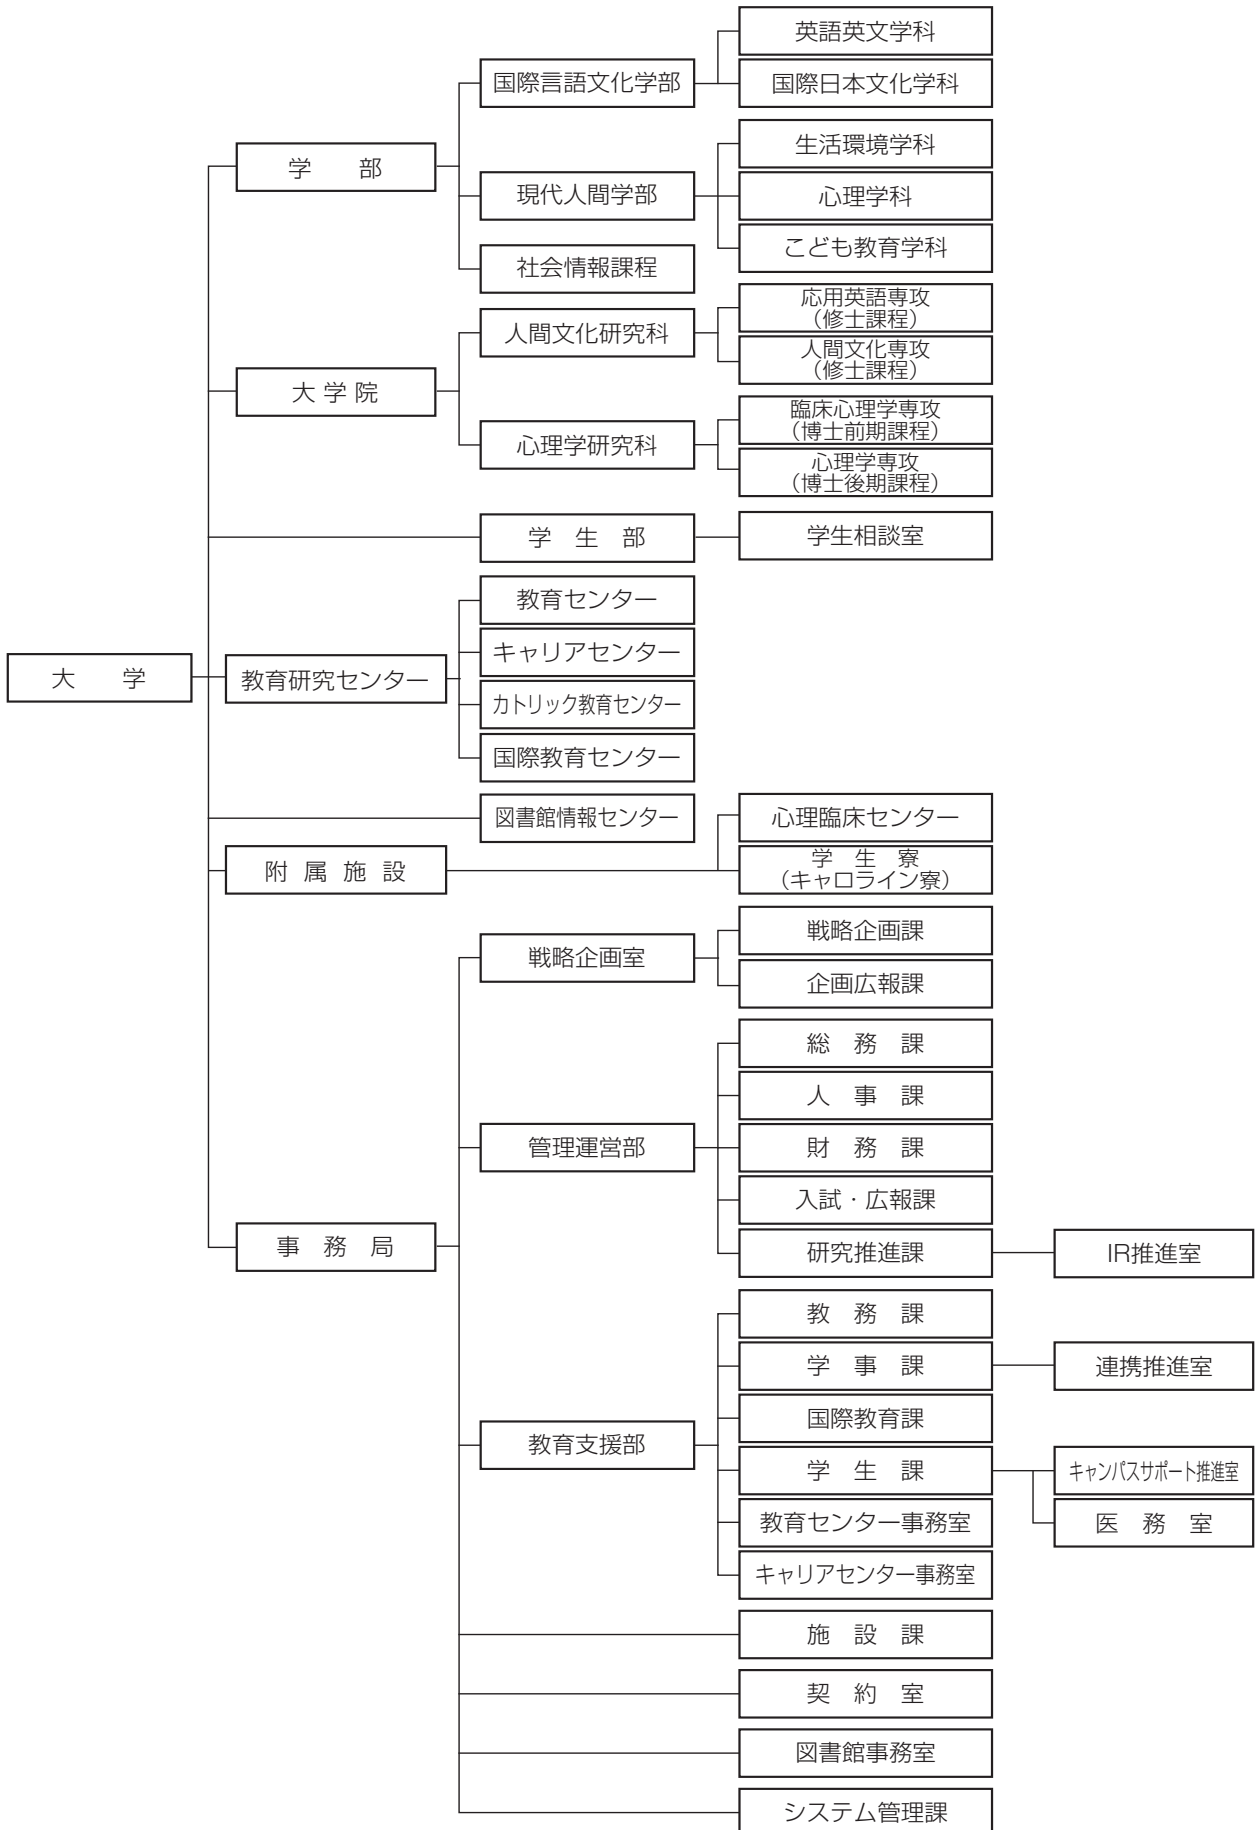 大　学
学　部
国際言語文化学部
英語英文学科
国際日本文化学科
現代人間学部
生活環境学科
心理学科
こども教育学科
社会情報課程
大学院
人間文化研究科
応用英語専攻
（修士課程）
人間文化専攻
（修士課程）
心理学研究科
臨床心理学専攻
（博士前期課程）
心理学専攻
（博士後期課程）
学　生　部
学生相談室
教育研究センター
教育センター
キャリアセンター
カトリック教育センター
国際教育センター
図書館情報センター
附属施設
心理臨床センター
学　生　寮
（キャロライン寮）
事　務　局
戦略企画室
戦略企画課
企画広報課
管理運営部
総　務　課
人　事　課
財　務　課
入試・広報課
研究推進課
IR推進室
教育支援部
教　務　課
学　事　課
連携推進室
国際教育課
学　生　課
キャンパスサポート推進室
医　務　室
教育センター事務室
キャリアセンター事務室
施　設　課
契　約　室
図書館事務室
システム管理課